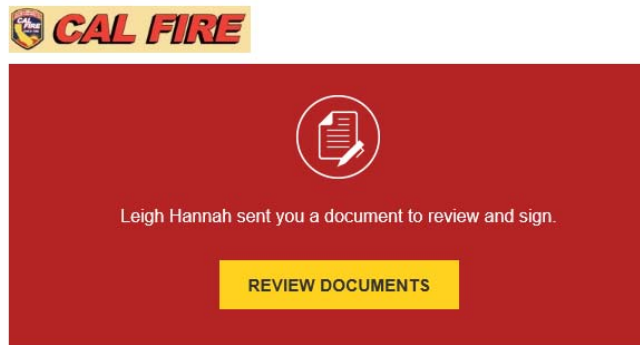 CAL FIRE
Leigh Hannah sent you a document to review and sign.
REVIEW DOCUMENTS